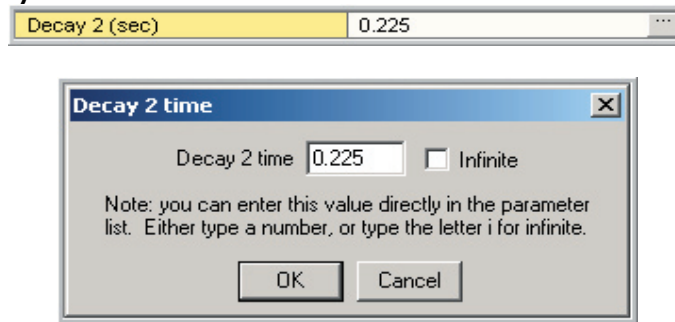 Decay 2 (sec) 0.225 ...
Decay 2 time
Decay 2 time 0.225 Infinite
Note: you can enter this value directly in the parameter
list. Either type a number, or type the letter i for infinite.
OK Cancel